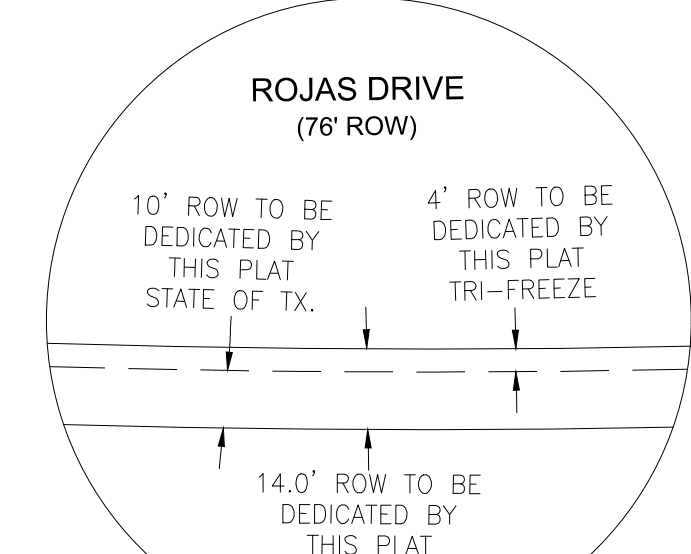 ROJAS DRIVE
(76' ROW)
10' ROW TO BE
DEDICATED BY
THIS PLAT
STATE OF TX.
4' ROW TO BE
DEDICATED BY
THIS PLAT
TRI-FREEZE
14.0' ROW TO BE
DEDICATED BY
THIS PLAT